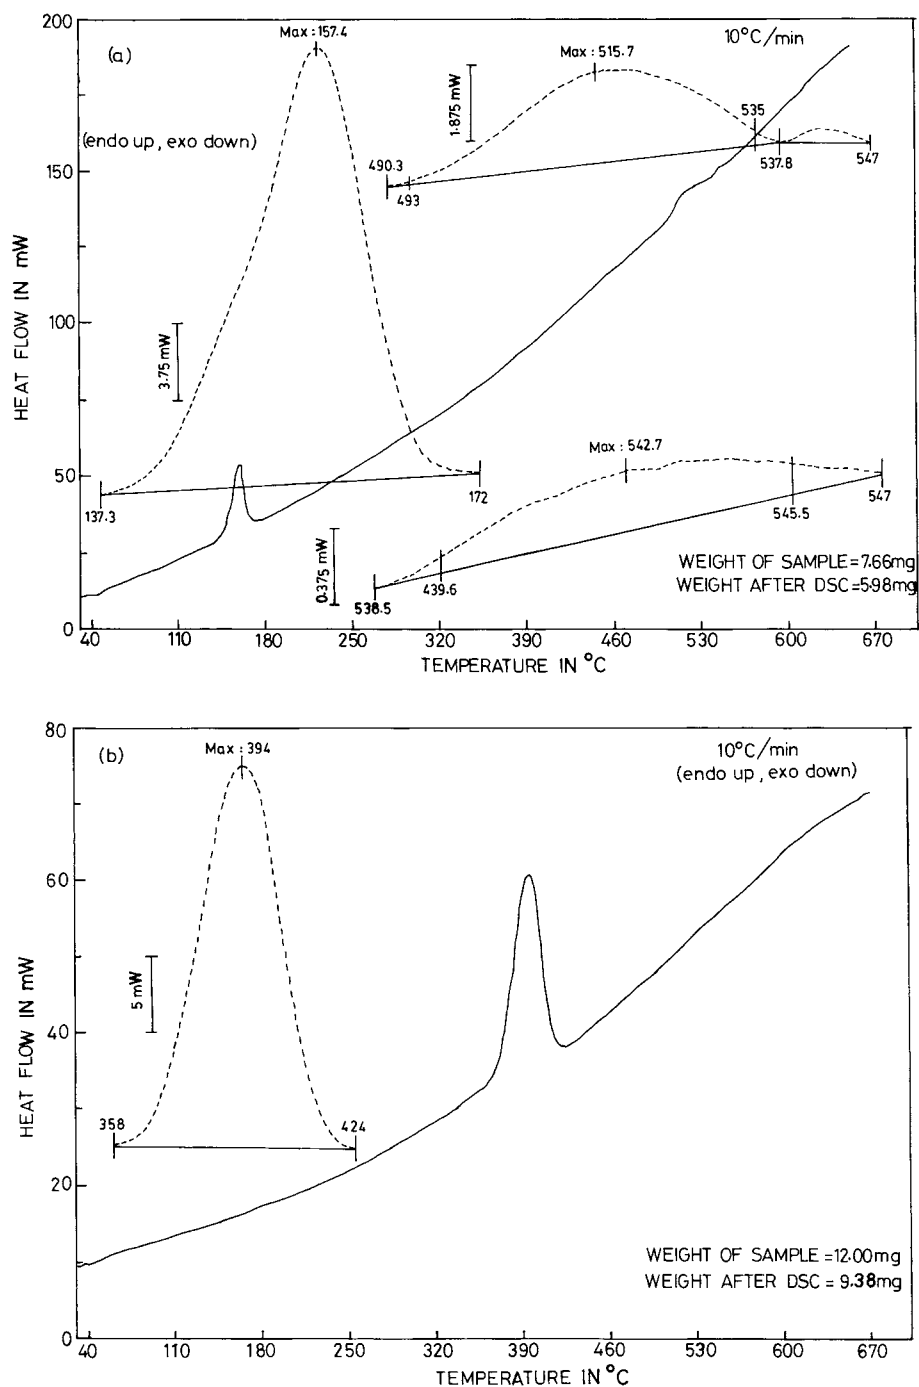 200
(a)
Max : 157.4
10°C/min
Max : 515.7
1.875 mW
535
(endo up, exo down)
490.3
493
537.8
547
150
HEAT FLOW IN mW
100
3.75 mW
Max : 542.7
50
137.3
172
547
545.5
0.375 mW
439.6
538.5
WEIGHT OF SAMPLE = 7.66mg
WEIGHT AFTER DSC = 5.98mg
0
40 110 180 250 320 390 460 530 600 670
TEMPERATURE IN °C
80
(b)
Max : 394
10°C/min
(endo up, exo down)
60
5 mW
HEAT FLOW IN mW
40
358
424
20
WEIGHT OF SAMPLE = 12.00mg
WEIGHT AFTER DSC = 9.38mg
0
40 110 180 250 320 390 460 530 600 670
TEMPERATURE IN °C